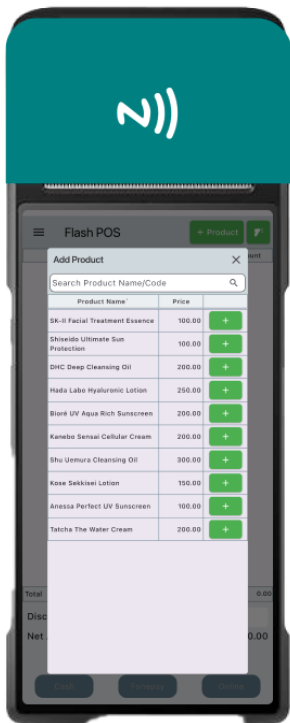 Flash POS
+ Product
Add Product
Search Product Name/Code
Product Name
Price
SK-II Facial Treatment Essence 100.00 +
Shiseido Ultimate Sun
Protection 100.00 +
DHC Deep Cleansing Oil 200.00 +
Hada Labo Hyaluronic Lotion 250.00 +
Bioré UV Aqua Rich Sunscreen 200.00 +
Kanebo Sensai Cellular Cream 200.00 +
Shu Uemura Cleansing Oil 300.00 +
Kose Sekkisei Lotion 150.00 +
Anessa Perfect UV Sunscreen 100.00 +
Tatcha The Water Cream 200.00 +
Total 0.00
Disc
Net 0.00
Cash